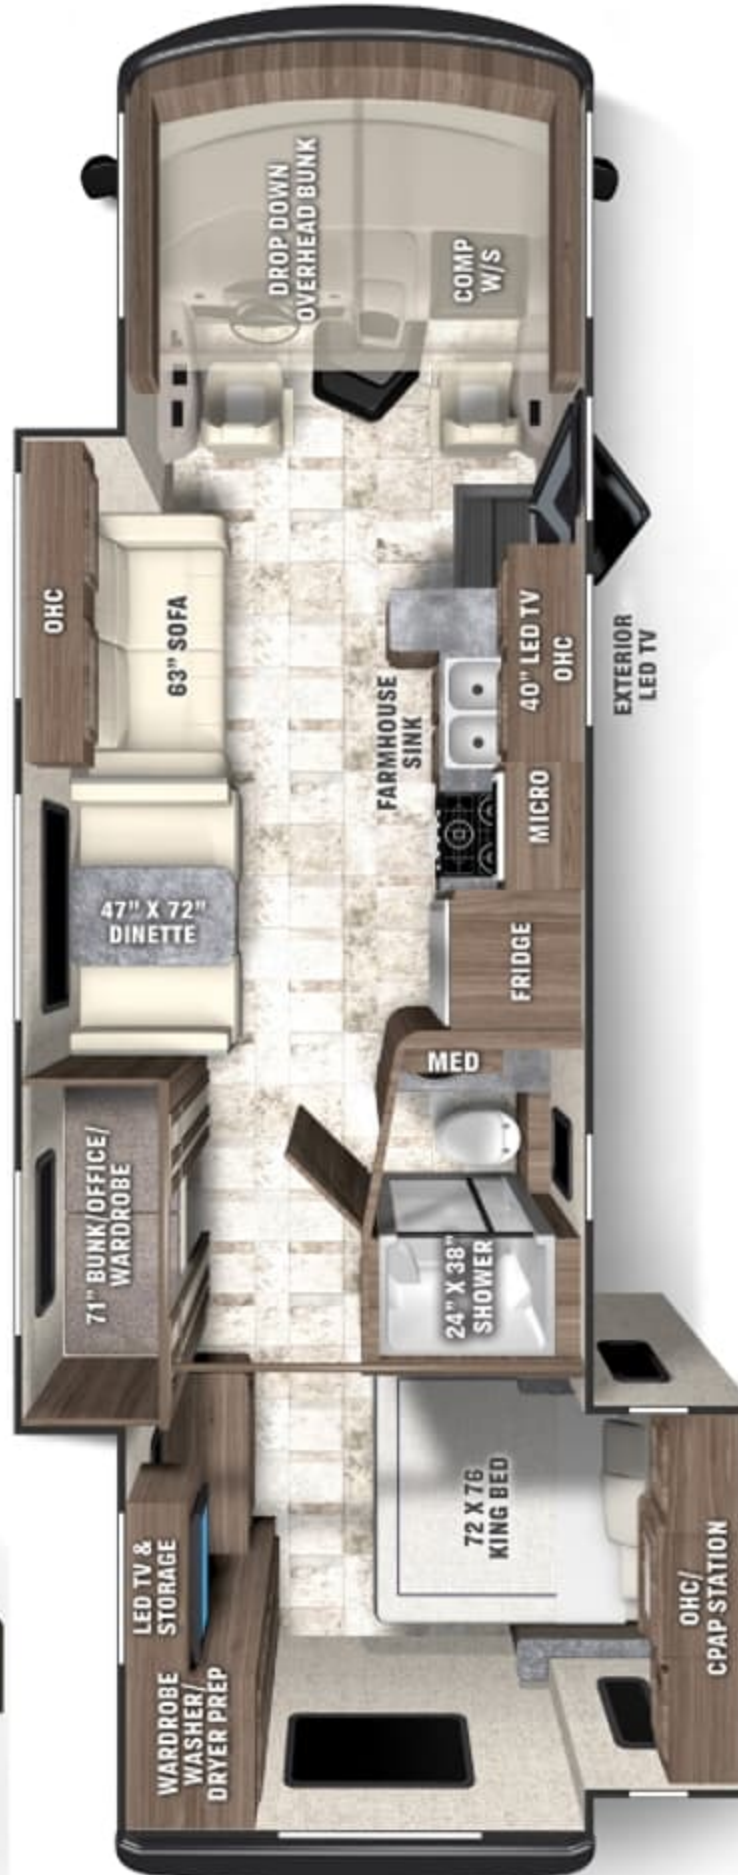 DROP DOWN
OVERHEAD BUNK
COMP
W/S
OHC
63" SOFA
40" LED TV
OHC
EXTERIOR
LED TV
FARMHOUSE
SINK
MICRO
47" X 72"
DINETTE
FRIDGE
MED
71" BUNK/OFFICE/
WARDROBE
24" X 38"
SHOWER
72 X 76
KING BED
LED TV &
STORAGE
OHC/
CPAP STATION
WARDROBE
WASHER/
DRYER PREP